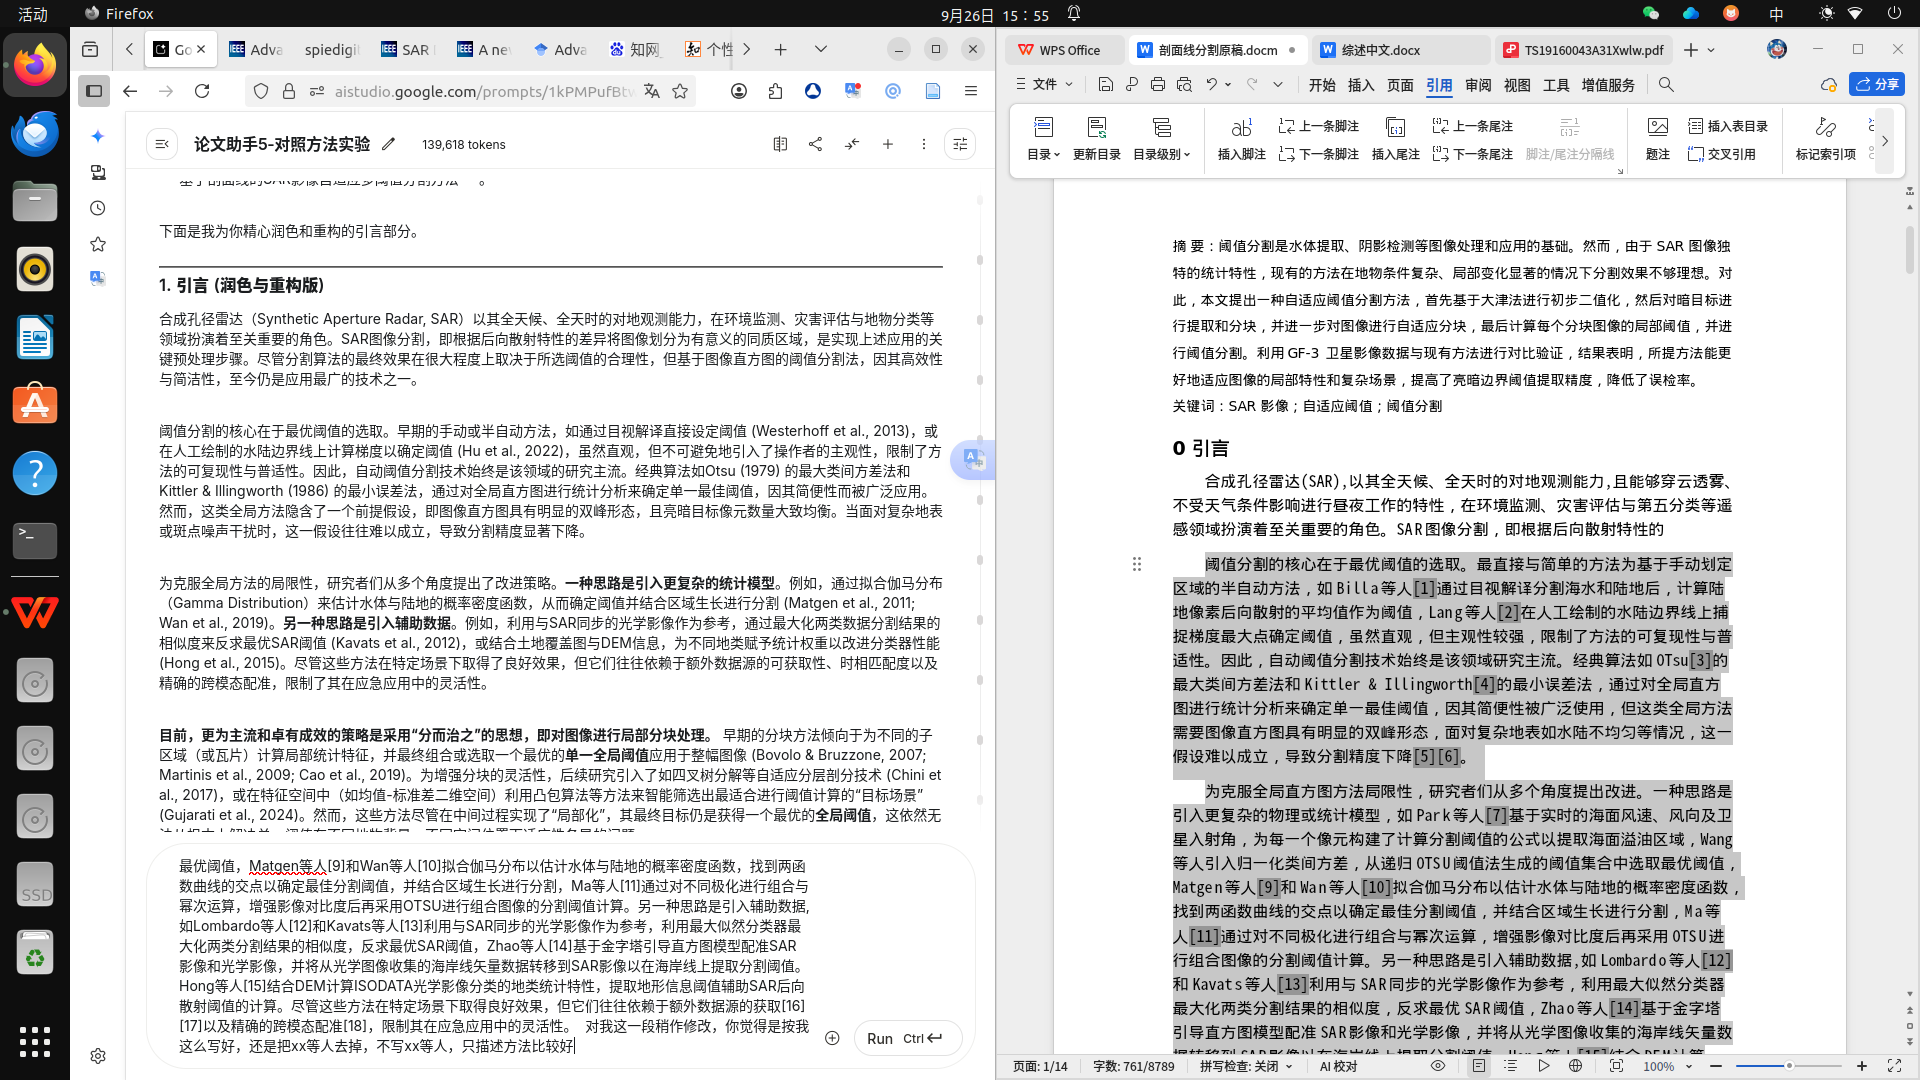 活动
Firefox
9月26日 15：55
中
Go
Adva
spiedigit
SAR I
A new
Adva
知网_
个性
aistudio.google.com/prompts/1kPMPufBtw
论文助手5-对照方法实验
139,618 tokens
下面是我为你精心润色和重构的引言部分。
1. 引言 (润色与重构版)
合成孔径雷达（Synthetic Aperture Radar, SAR）以其全天候、全天时的对地观测能力，在环境监测、灾害评估与地物分类等
领域扮演着至关重要的角色。SAR图像分割，即根据后向散射特性的差异将图像划分为有意义的同质区域，是实现上述应用的关
键预处理步骤。尽管分割算法的最终效果在很大程度上取决于所选阈值的合理性，但基于图像直方图的阈值分割法，因其高效性
与简洁性，至今仍是应用最广的技术之一。
阈值分割的核心在于最优阈值的选取。早期的手动或半自动方法，如通过目视解译直接设定阈值 (Westerhoff et al., 2013)，或
在人工绘制的水陆边界线上计算梯度以确定阈值 (Hu et al., 2022)，虽然直观，但不可避免地引入了操作者的主观性，限制了方
法的可复现性与普适性。因此，自动阈值分割技术始终是该领域的研究主流。经典算法如Otsu (1979) 的最大类间方差法和
Kittler & Illingworth (1986) 的最小误差法，通过对全局直方图进行统计分析来确定单一最佳阈值，因其简便性而被广泛应用。
然而，这类全局方法隐含了一个前提假设，即图像直方图具有明显的双峰形态，且亮暗目标像元数量大致均衡。当面对复杂地表
或斑点噪声干扰时，这一假设往往难以成立，导致分割精度显著下降。
为克服全局方法的局限性，研究者们从多个角度提出了改进策略。一种思路是引入更复杂的统计模型。例如，通过拟合伽马分布
（Gamma Distribution）来估计水体与陆地的概率密度函数，从而确定阈值并结合区域生长进行分割 (Matgen et al., 2011;
Wan et al., 2019)。另一种思路是引入辅助数据。例如，利用与SAR同步的光学影像作为参考，通过最大化两类数据分割结果的
相似度来反求最优SAR阈值 (Kavats et al., 2012)，或结合土地覆盖图与DEM信息，为不同地类赋予统计权重以改进分类器性能
(Hong et al., 2015)。尽管这些方法在特定场景下取得了良好效果，但它们往往依赖于额外数据源的可获取性、时相匹配度以及
精确的跨模态配准，限制了其在应急应用中的灵活性。
目前，更为主流和卓有成效的策略是采用“分而治之”的思想，即对图像进行局部分块处理。 早期的分块方法倾向于为不同的子
区域（或瓦片）计算局部统计特征，并最终组合或选取一个最优的单一全局阈值应用于整幅图像 (Bovolo & Bruzzone, 2007;
Martinis et al., 2009; Cao et al., 2019)。为增强分块的灵活性，后续研究引入了如四叉树分解等自适应分层剖分技术 (Chini et
al., 2017)，或在特征空间中（如均值-标准差二维空间）利用凸包算法等方法来智能筛选出最适合进行阈值计算的“目标场景”
(Gujarati et al., 2024)。然而，这些方法尽管在中间过程实现了“局部化”，其最终目标仍是获得一个最优的全局阈值，这依然无
最优阈值，Matgen等人[9]和Wan等人[10]拟合伽马分布以估计水体与陆地的概率密度函数，找到两函
数曲线的交点以确定最佳分割阈值，并结合区域生长进行分割，Ma等人[11]通过对不同极化进行组合与
幂次运算，增强影像对比度后再采用OTSU进行组合图像的分割阈值计算。另一种思路是引入辅助数据,
如Lombardo等人[12]和Kavats等人[13]利用与SAR同步的光学影像作为参考，利用最大似然分类器最
大化两类分割结果的相似度，反求最优SAR阈值，Zhao等人[14]基于金字塔引导直方图模型配准SAR
影像和光学影像，并将从光学图像收集的海岸线矢量数据转移到SAR影像以在海岸线上提取分割阈值。
Hong等人[15]结合DEM计算ISODATA光学影像分类的地类统计特性，提取地形信息阈值辅助SAR后向
散射阈值的计算。尽管这些方法在特定场景下取得良好效果，但它们往往依赖于额外数据源的获取[16]
[17]以及精确的跨模态配准[18]，限制其在应急应用中的灵活性。 对我这一段稍作修改，你觉得是按我
这么写好，还是把xx等人去掉，不写xx等人，只描述方法比较好
Run Ctrl
WPS Office
剖面线分割原稿.docm
综述中文.docx
TS19160043A31Xwlw.pdf
文件
开始 插入 页面 引用 审阅 视图 工具 增值服务
分享
上一条脚注
上一条尾注
插入表目录
目录
更新目录
目录级别
插入脚注
下一条脚注
插入尾注
下一条尾注
脚注/尾注分隔线
题注
交叉引用
标记索引项
摘 要：阈值分割是水体提取、阴影检测等图像处理和应用的基础。然而，由于 SAR 图像独
特的统计特性，现有的方法在地物条件复杂、局部变化显著的情况下分割效果不够理想。对
此，本文提出一种自适应阈值分割方法，首先基于大津法进行初步二值化，然后对暗目标进
行提取和分块，并进一步对图像进行自适应分块，最后计算每个分块图像的局部阈值，并进
行阈值分割。利用 GF-3 卫星影像数据与现有方法进行对比验证，结果表明，所提方法能更
好地适应图像的局部特性和复杂场景，提高了亮暗边界阈值提取精度，降低了误检率。
关键词：SAR 影像；自适应阈值；阈值分割
0 引言
合成孔径雷达(SAR),以其全天候、全天时的对地观测能力,且能够穿云透雾、
不受天气条件影响进行昼夜工作的特性，在环境监测、灾害评估与第五分类等遥
感领域扮演着至关重要的角色。SAR图像分割，即根据后向散射特性的
阈值分割的核心在于最优阈值的选取。最直接与简单的方法为基于手动划定
区域的半自动方法，如 Billa等人[1]通过目视解译分割海水和陆地后，计算陆
地像素后向散射的平均值作为阈值，Lang等人[2]在人工绘制的水陆边界线上捕
捉梯度最大点确定阈值，虽然直观，但主观性较强，限制了方法的可复现性与普
适性。因此，自动阈值分割技术始终是该领域研究主流。经典算法如 OTsu[3]的
最大类间方差法和 Kittler & Illingworth[4]的最小误差法，通过对全局直方
图进行统计分析来确定单一最佳阈值，因其简便性被广泛使用，但这类全局方法
需要图像直方图具有明显的双峰形态，面对复杂地表如水陆不均匀等情况，这一
假设难以成立，导致分割精度下降[5][6]。
为克服全局直方图方法局限性，研究者们从多个角度提出改进。一种思路是
引入更复杂的物理或统计模型，如 Park等人[7]基于实时的海面风速、风向及卫
星入射角，为每一个像元构建了计算分割阈值的公式以提取海面溢油区域，Wang
等人引入归一化类间方差，从递归 OTSU阈值法生成的阈值集合中选取最优阈值，
Matgen等人[9]和 Wan等人[10]拟合伽马分布以估计水体与陆地的概率密度函数，
找到两函数曲线的交点以确定最佳分割阈值，并结合区域生长进行分割，Ma等
人[11]通过对不同极化进行组合与幂次运算，增强影像对比度后再采用 OTSU进
行组合图像的分割阈值计算。另一种思路是引入辅助数据,如 Lombardo等人[12]
和 Kavats等人[13]利用与 SAR同步的光学影像作为参考，利用最大似然分类器
最大化两类分割结果的相似度，反求最优 SAR阈值，Zhao等人[14]基于金字塔
引导直方图模型配准 SAR影像和光学影像，并将从光学图像收集的海岸线矢量数
页面: 1/14
字数: 761/8789
拼写检查: 关闭
AI 校对
100%